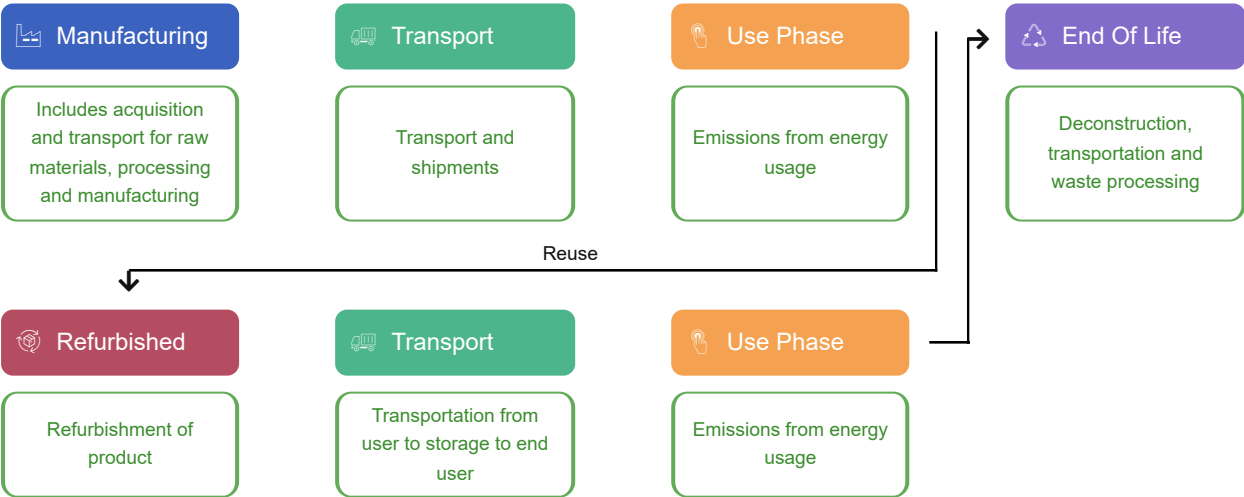 Manufacturing
Transport
Use Phase
End Of Life
Includes acquisition
and transport for raw
materials, processing
and manufacturing
Transport and
shipments
Emissions from energy
usage
Deconstruction,
transportation and
waste processing
Reuse
Refurbished
Transport
Use Phase
Refurbishment of
product
Transportation from
user to storage to end
user
Emissions from energy
usage